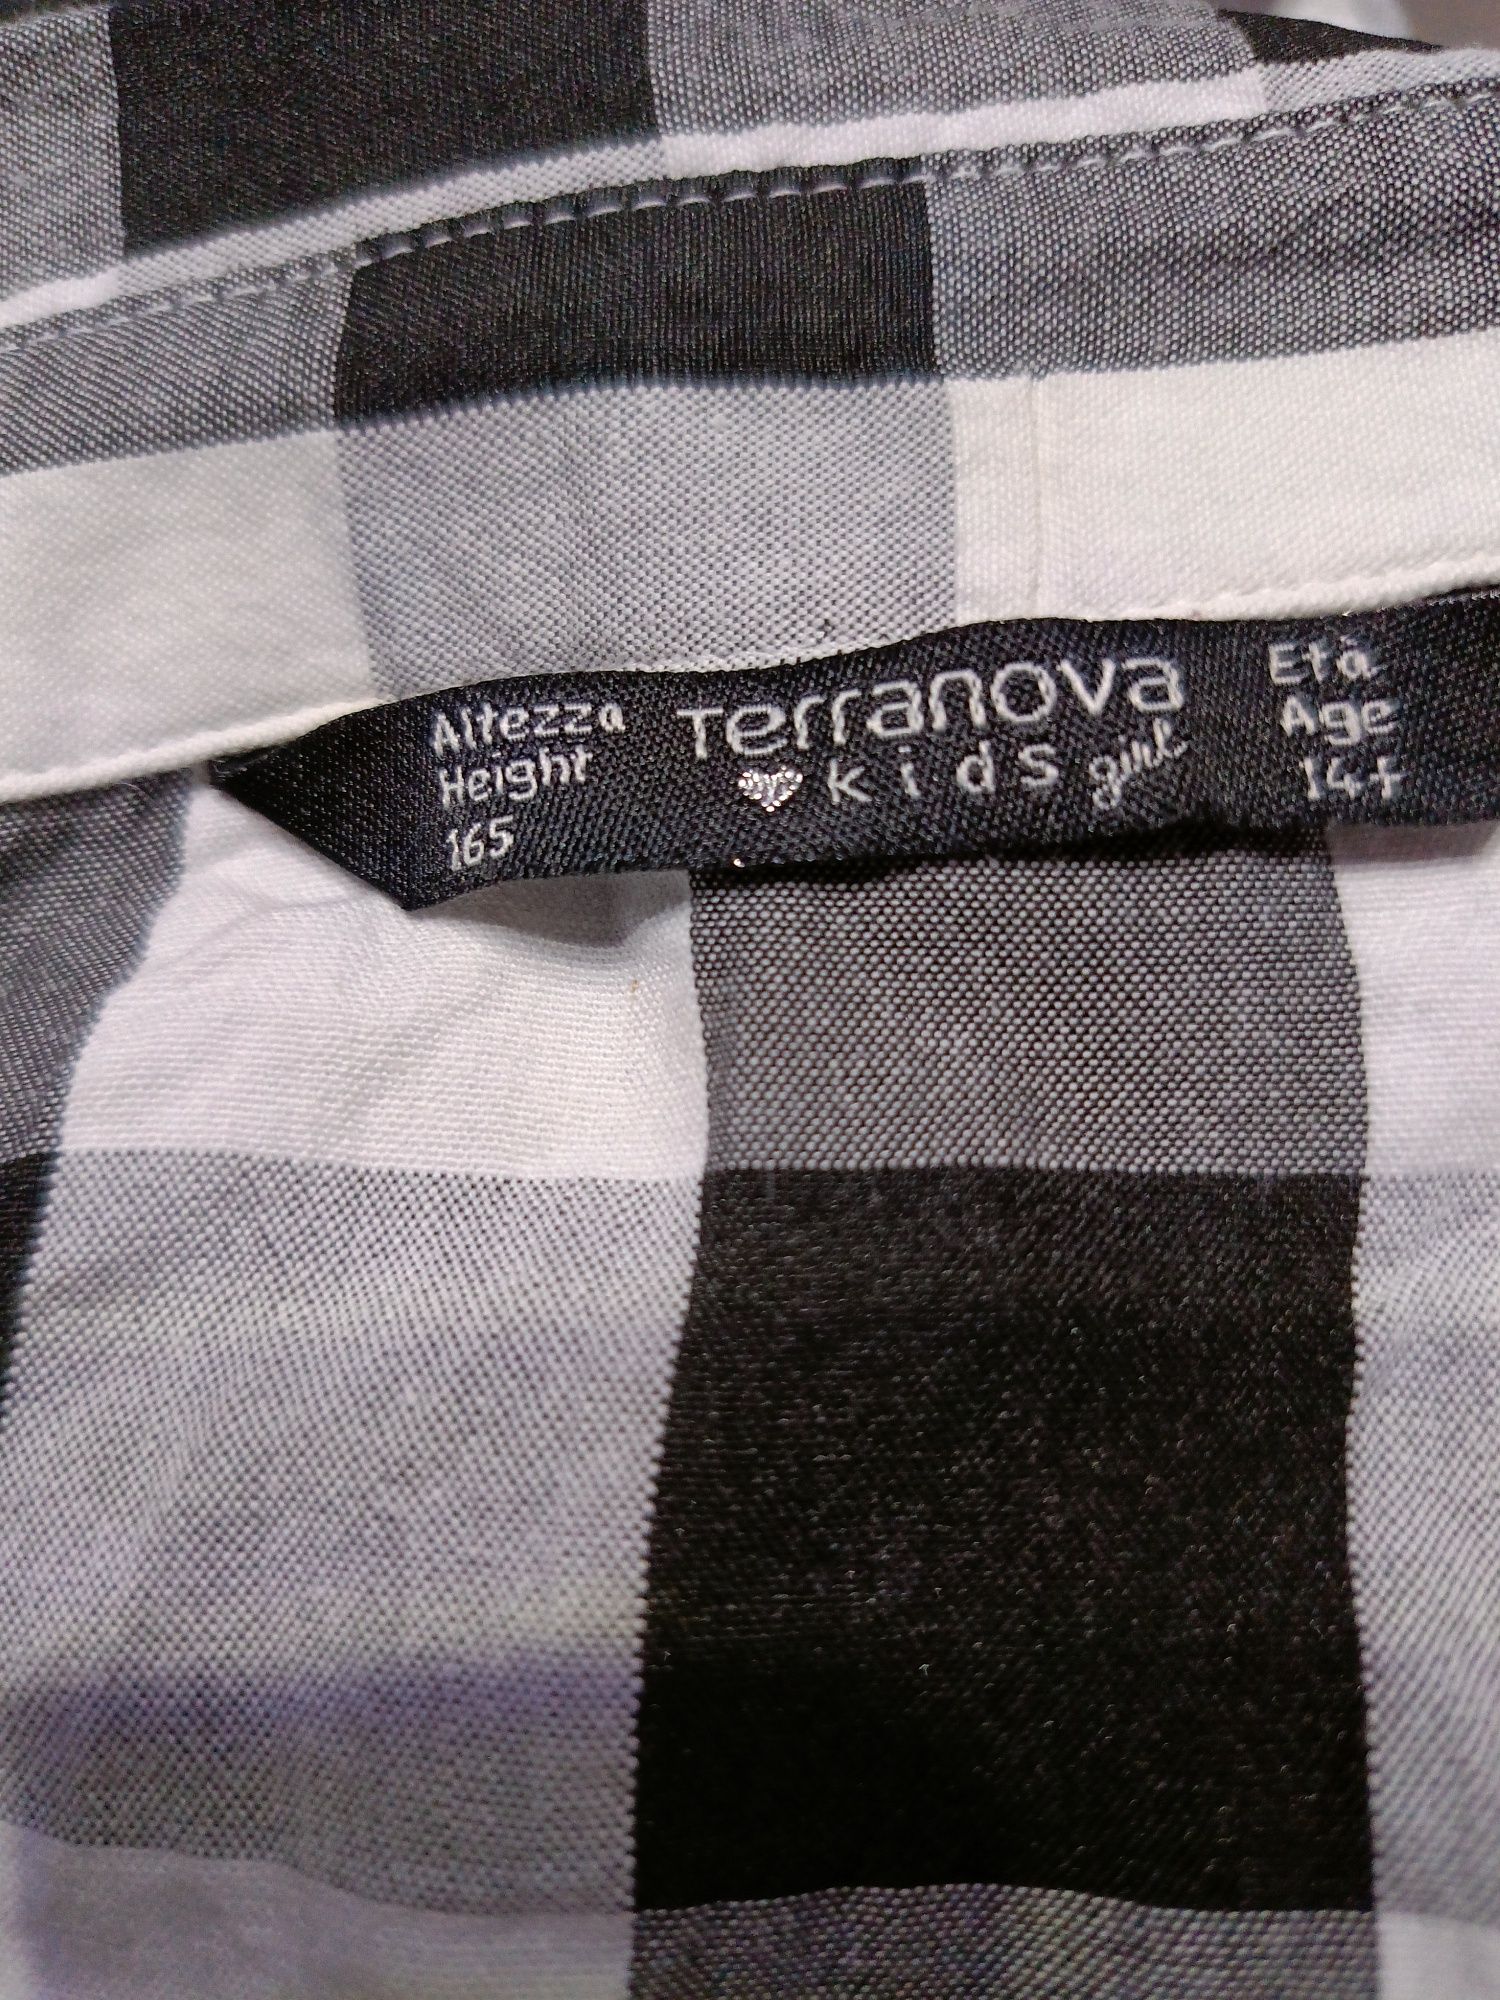 Altezza
Height
165
Terranova
kids girl
Età
Age
14+